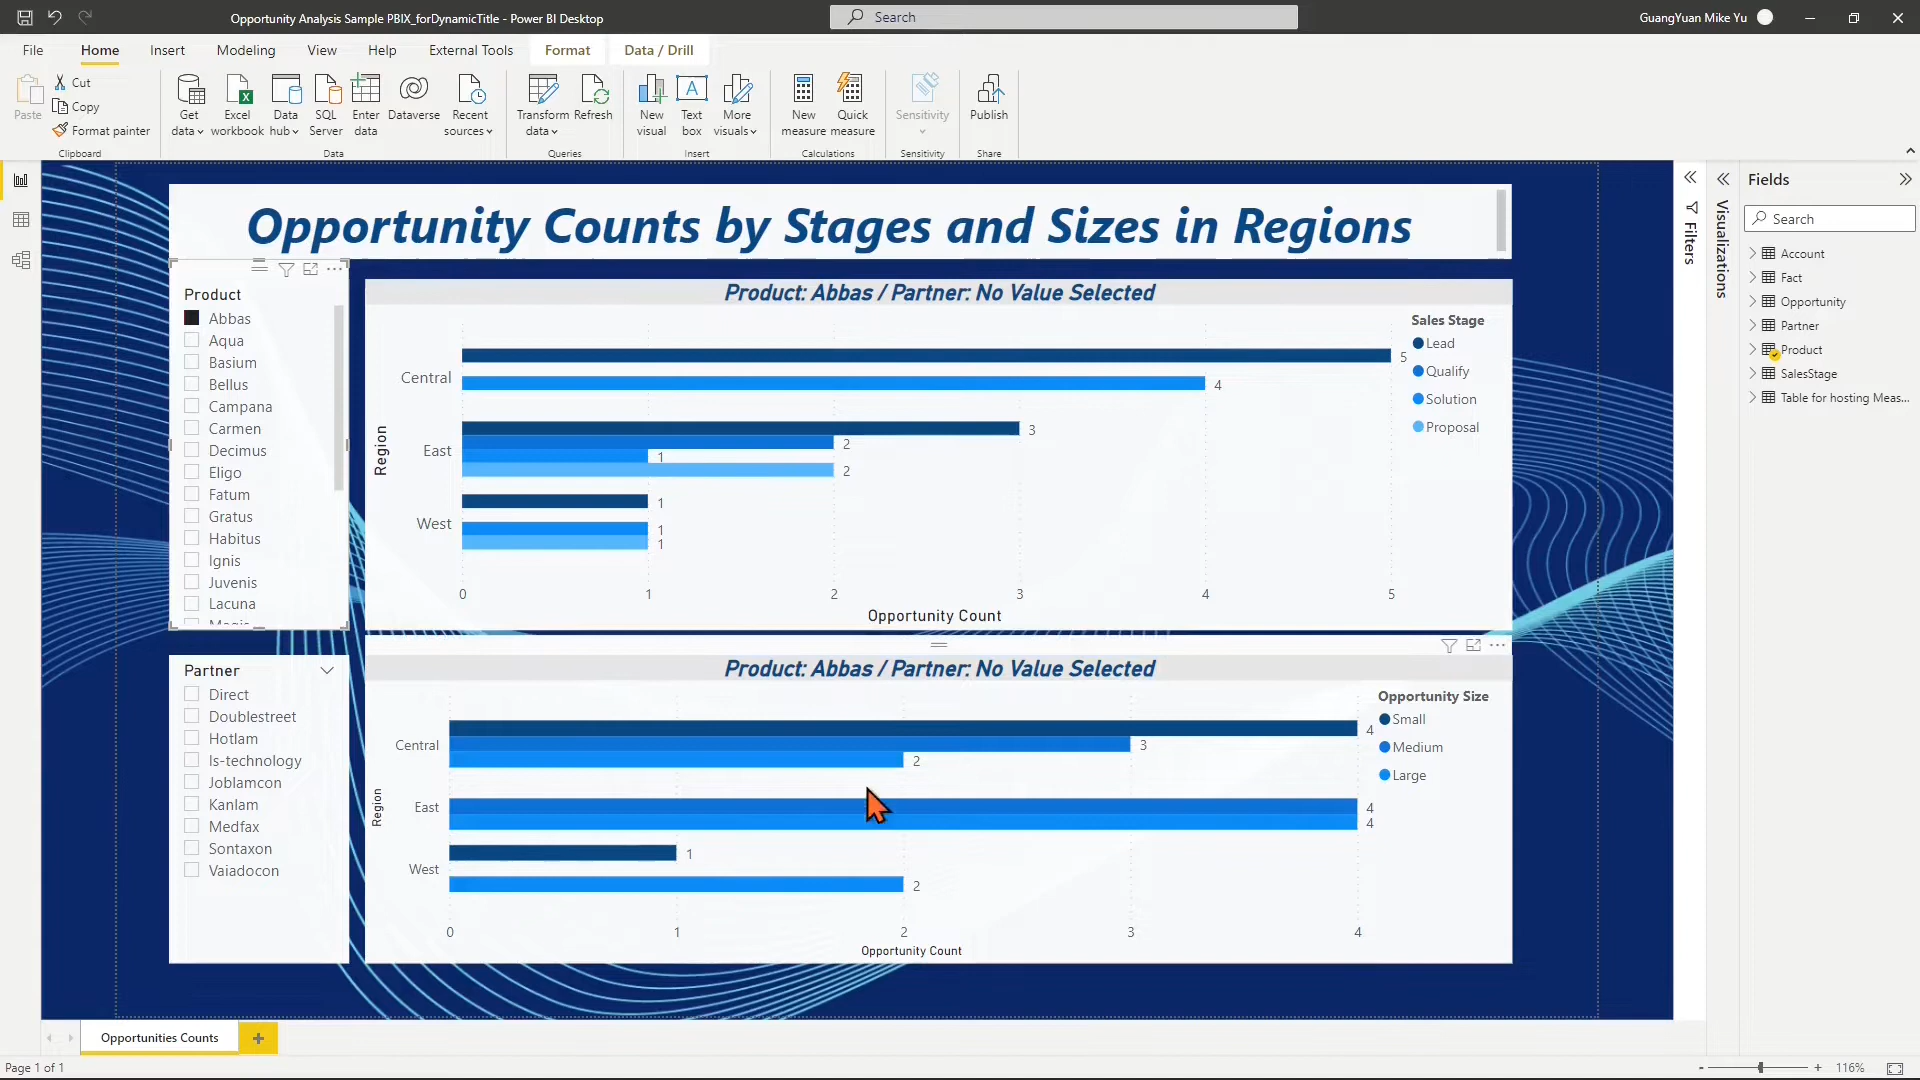 Opportunity Analysis Sample PBIX_forDynamicTitle - Power BI Desktop
Search
GuangYuan Mike Yu
File Home Insert Modeling View Help External Tools Format Data / Drill
Paste
Cut
Copy
Format painter
Clipboard
Get data
Excel workbook
Data hub
SQL Server
Enter data
Dataverse
Recent sources
Data
Transform data
Refresh
Queries
New visual
Text box
More visuals
Insert
New measure
Quick measure
Calculations
Sensitivity
Sensitivity
Publish
Share
Opportunity Counts by Stages and Sizes in Regions
Product
Abbas
Aqua
Basium
Bellus
Campana
Carmen
Decimus
Eligo
Fatum
Gratus
Habitus
Ignis
Juvenis
Lacuna
Product: Abbas / Partner: No Value Selected
Sales Stage
Lead
Qualify
Solution
Proposal
Region
Central
5
4
East
3
2
1
2
West
1
1
1
0 1 2 3 4 5
Opportunity Count
Partner
Direct
Doublestreet
Hotlam
Is-technology
Joblamcon
Kanlam
Medfax
Sontaxon
Vaiadocon
Product: Abbas / Partner: No Value Selected
Opportunity Size
Small
Medium
Large
Region
Central
4
3
2
East
4
4
West
1
2
0 1 2 3 4
Opportunity Count
Filters
Visualizations
Fields
Search
Account
Fact
Opportunity
Partner
Product
SalesStage
Table for hosting Meas...
Opportunities Counts
+
Page 1 of 1
- + 116%